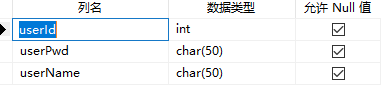 列名 数据类型 允许 Null 值
userId int
userPwd char(50)
userName char(50)